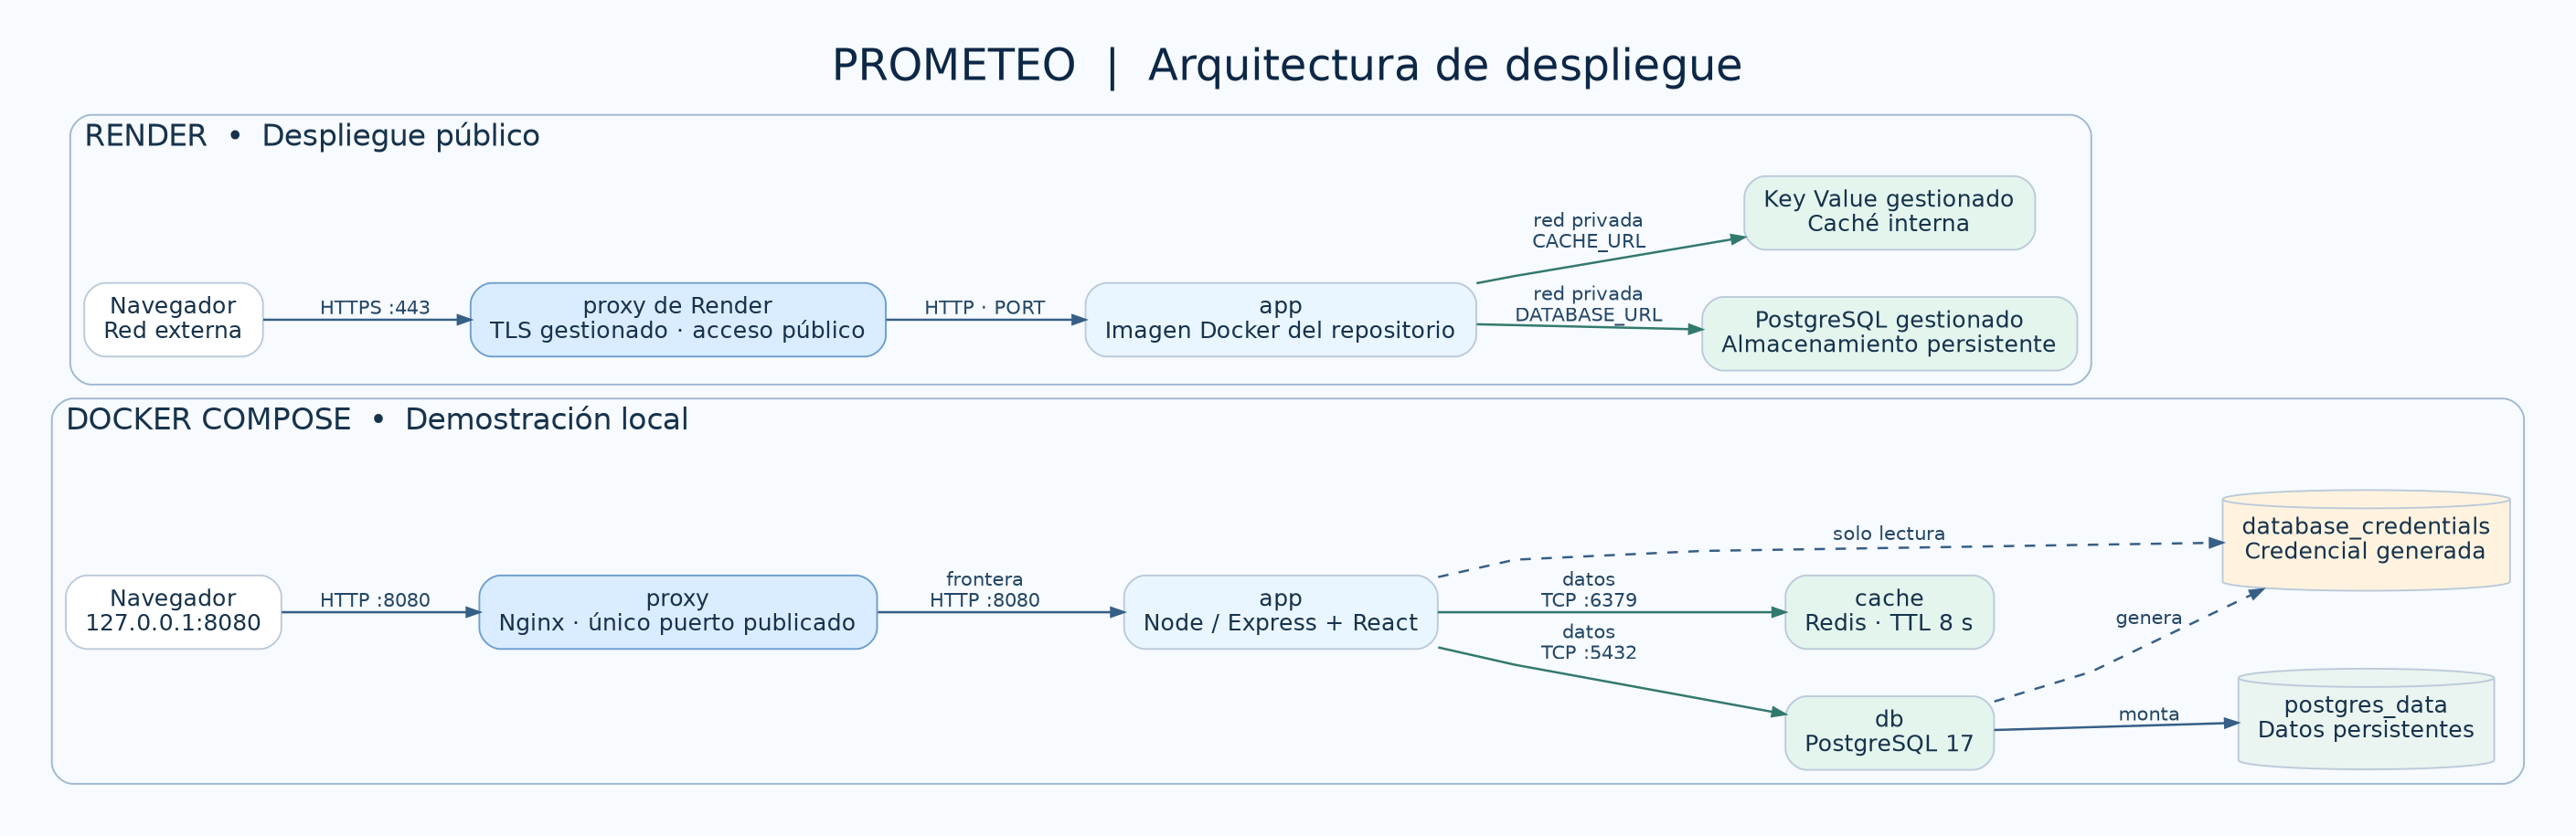 PROMETEO | Arquitectura de despliegue
RENDER • Despliegue público
Navegador
Red externa
HTTPS :443
proxy de Render
TLS gestionado · acceso público
HTTP · PORT
app
Imagen Docker del repositorio
red privada
CACHE_URL
Key Value gestionado
Caché interna
red privada
DATABASE_URL
PostgreSQL gestionado
Almacenamiento persistente
DOCKER COMPOSE • Demostración local
Navegador
127.0.0.1:8080
HTTP :8080
proxy
Nginx · único puerto publicado
frontera
HTTP :8080
app
Node / Express + React
solo lectura
database_credentials
Credencial generada
datos
TCP :6379
cache
Redis · TTL 8 s
datos
TCP :5432
db
PostgreSQL 17
genera
monta
postgres_data
Datos persistentes